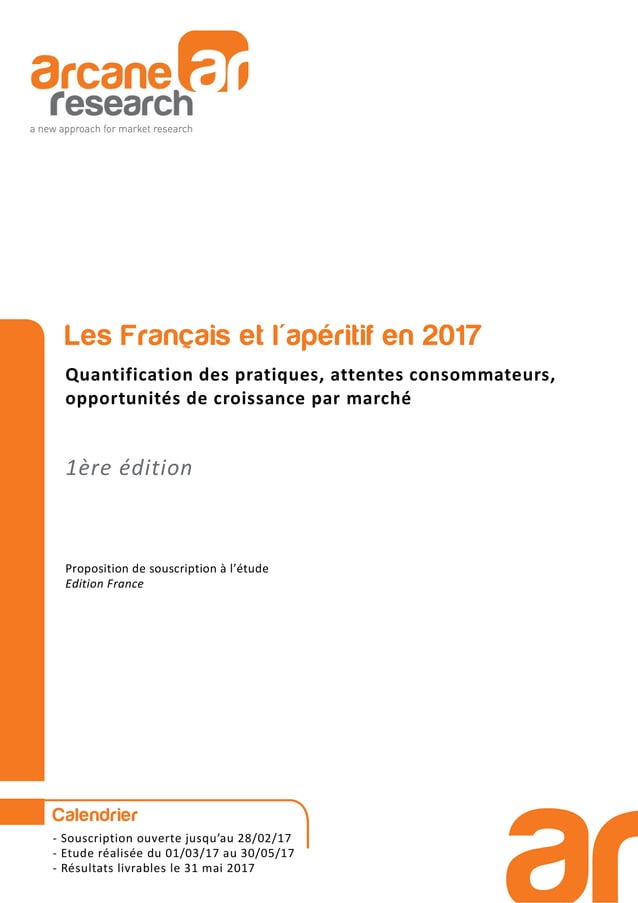 arcane ar
research
a new approach for market research
Les Français et l´apéritif en 2017
Quantification des pratiques, attentes consommateurs,
opportunités de croissance par marché
1ère édition
Proposition de souscription à l’étude
Edition France
Calendrier
- Souscription ouverte jusqu’au 28/02/17
- Etude réalisée du 01/03/17 au 30/05/17
- Résultats livrables le 31 mai 2017
ar